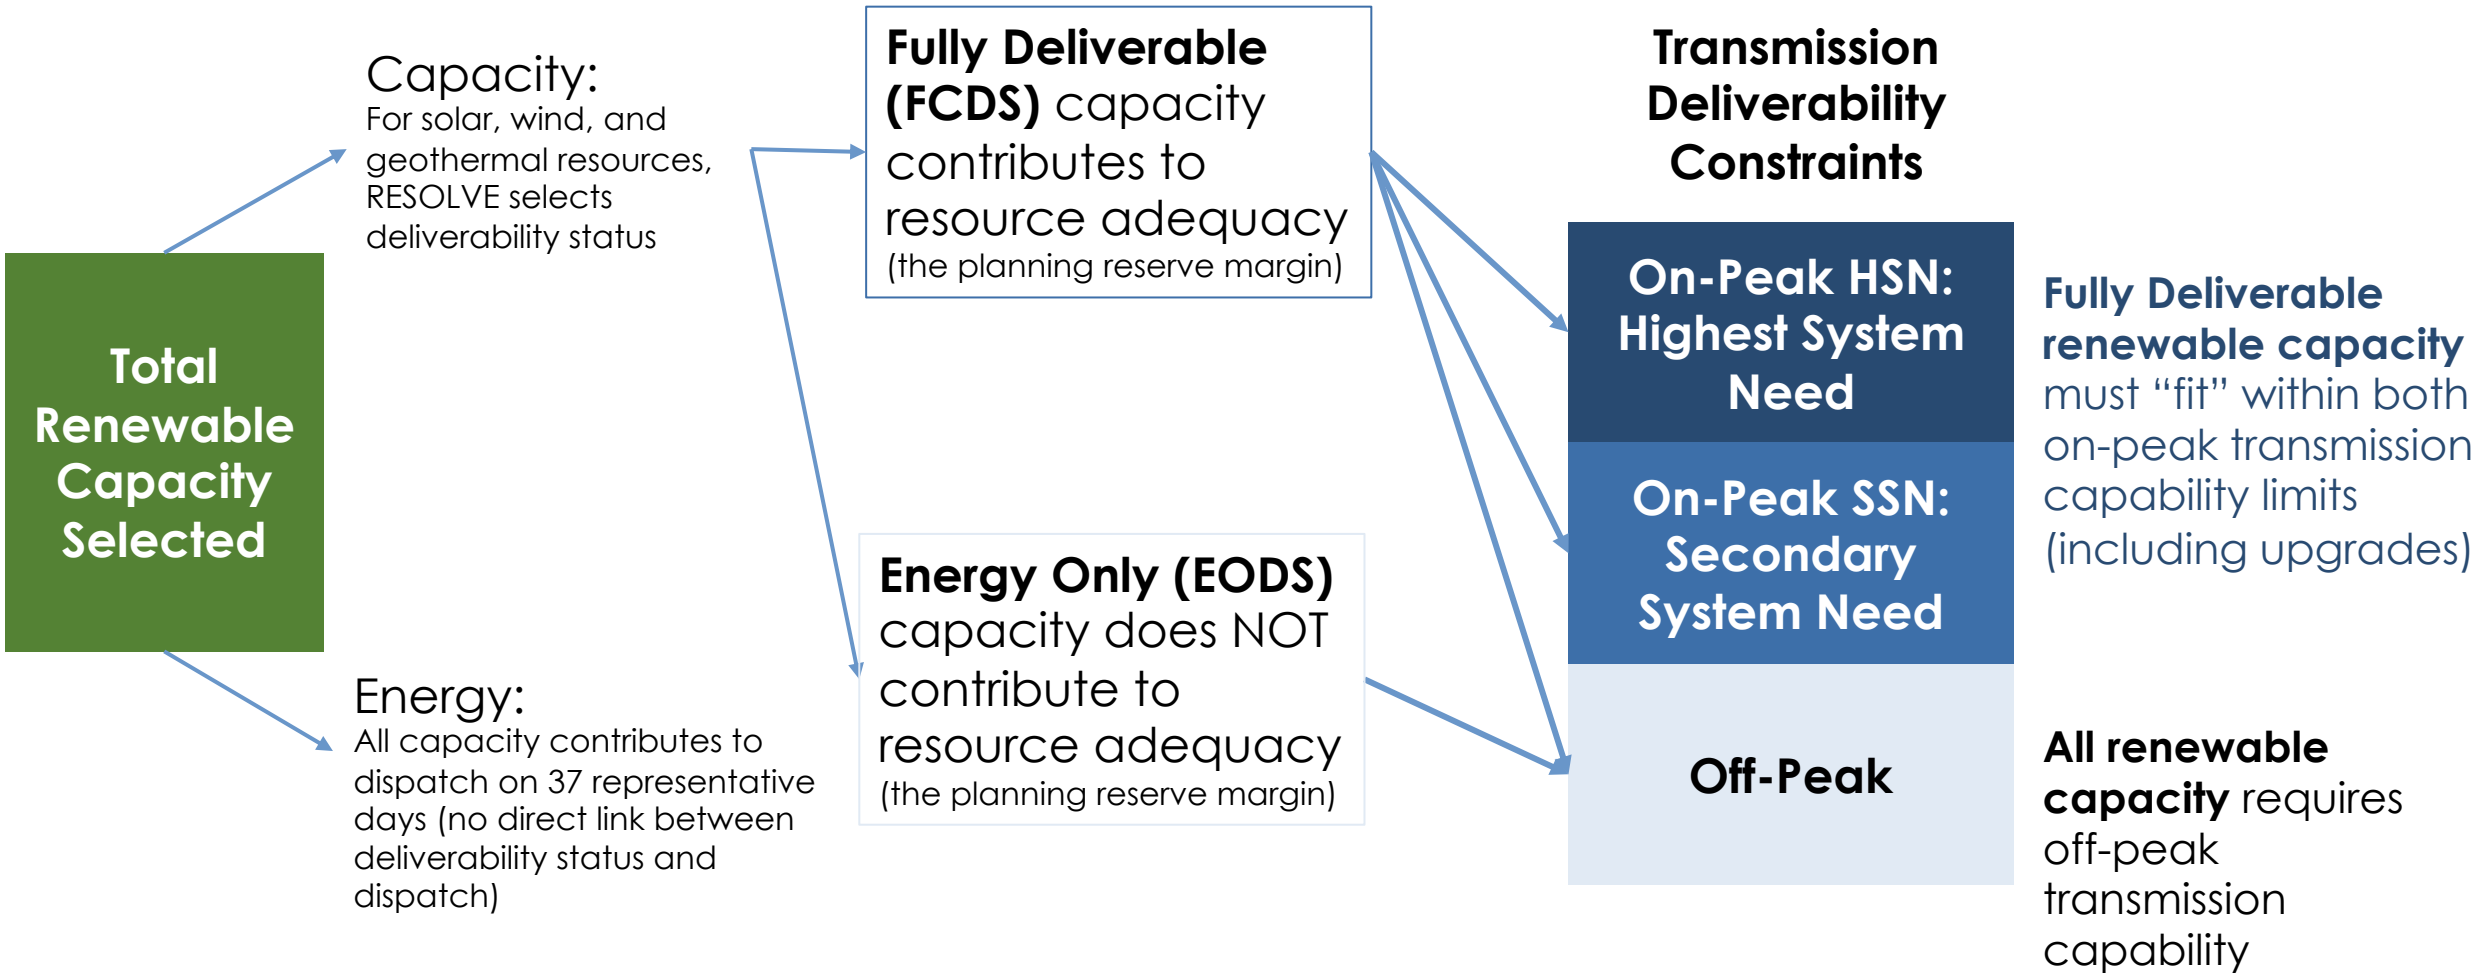 Total
Renewable
Capacity
Selected
Capacity:
For solar, wind, and
geothermal resources,
RESOLVE selects
deliverability status
Energy:
All capacity contributes to
dispatch on 37 representative
days (no direct link between
deliverability status and
dispatch)
Fully Deliverable
(FCDS) capacity
contributes to
resource adequacy
(the planning reserve margin)
Energy Only (EODS)
capacity does NOT
contribute to
resource adequacy
(the planning reserve margin)
Transmission
Deliverability
Constraints
On-Peak HSN:
Highest System
Need
On-Peak SSN:
Secondary
System Need
Off-Peak
Fully Deliverable
renewable capacity
must “fit” within both
on-peak transmission
capability limits
(including upgrades)
All renewable
capacity requires
off-peak
transmission
capability